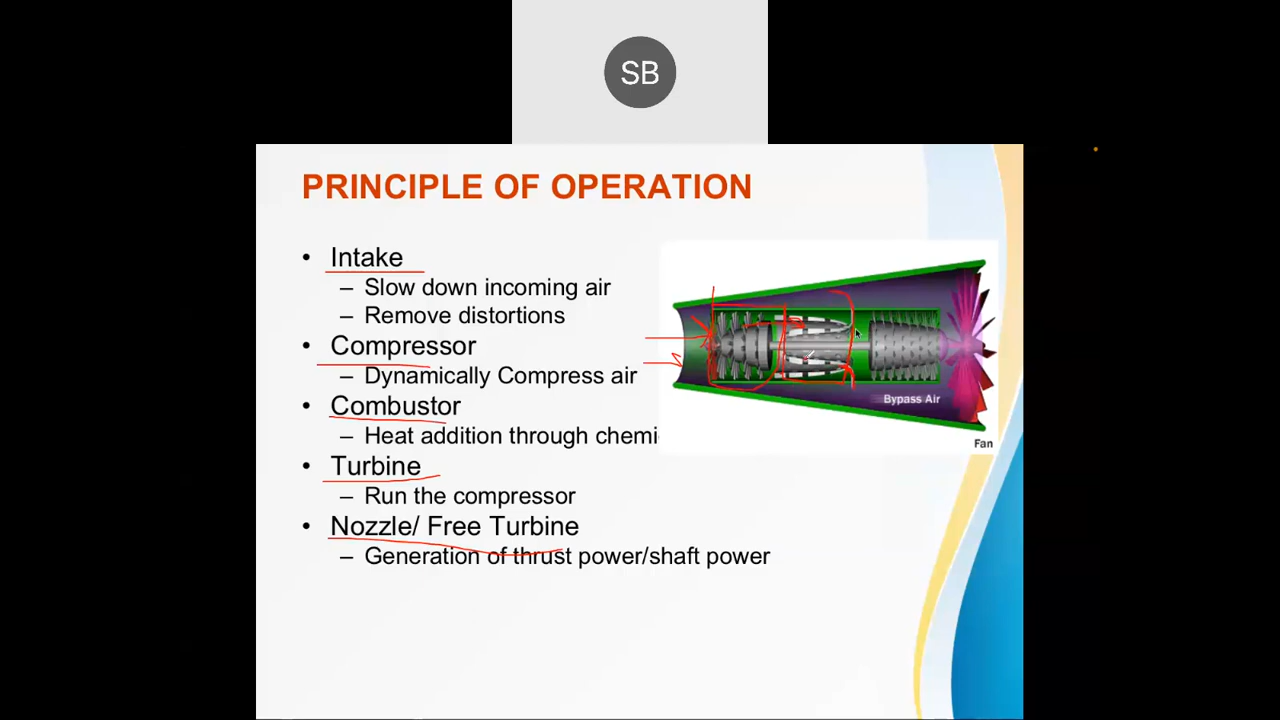 SB
PRINCIPLE OF OPERATION
• Intake
– Slow down incoming air
– Remove distortions
• Compressor
– Dynamically Compress air
• Combustor
– Heat addition through chemi
• Turbine
– Run the compressor
• Nozzle/ Free Turbine
– Generation of thrust power/shaft power
Bypass Air
Fan